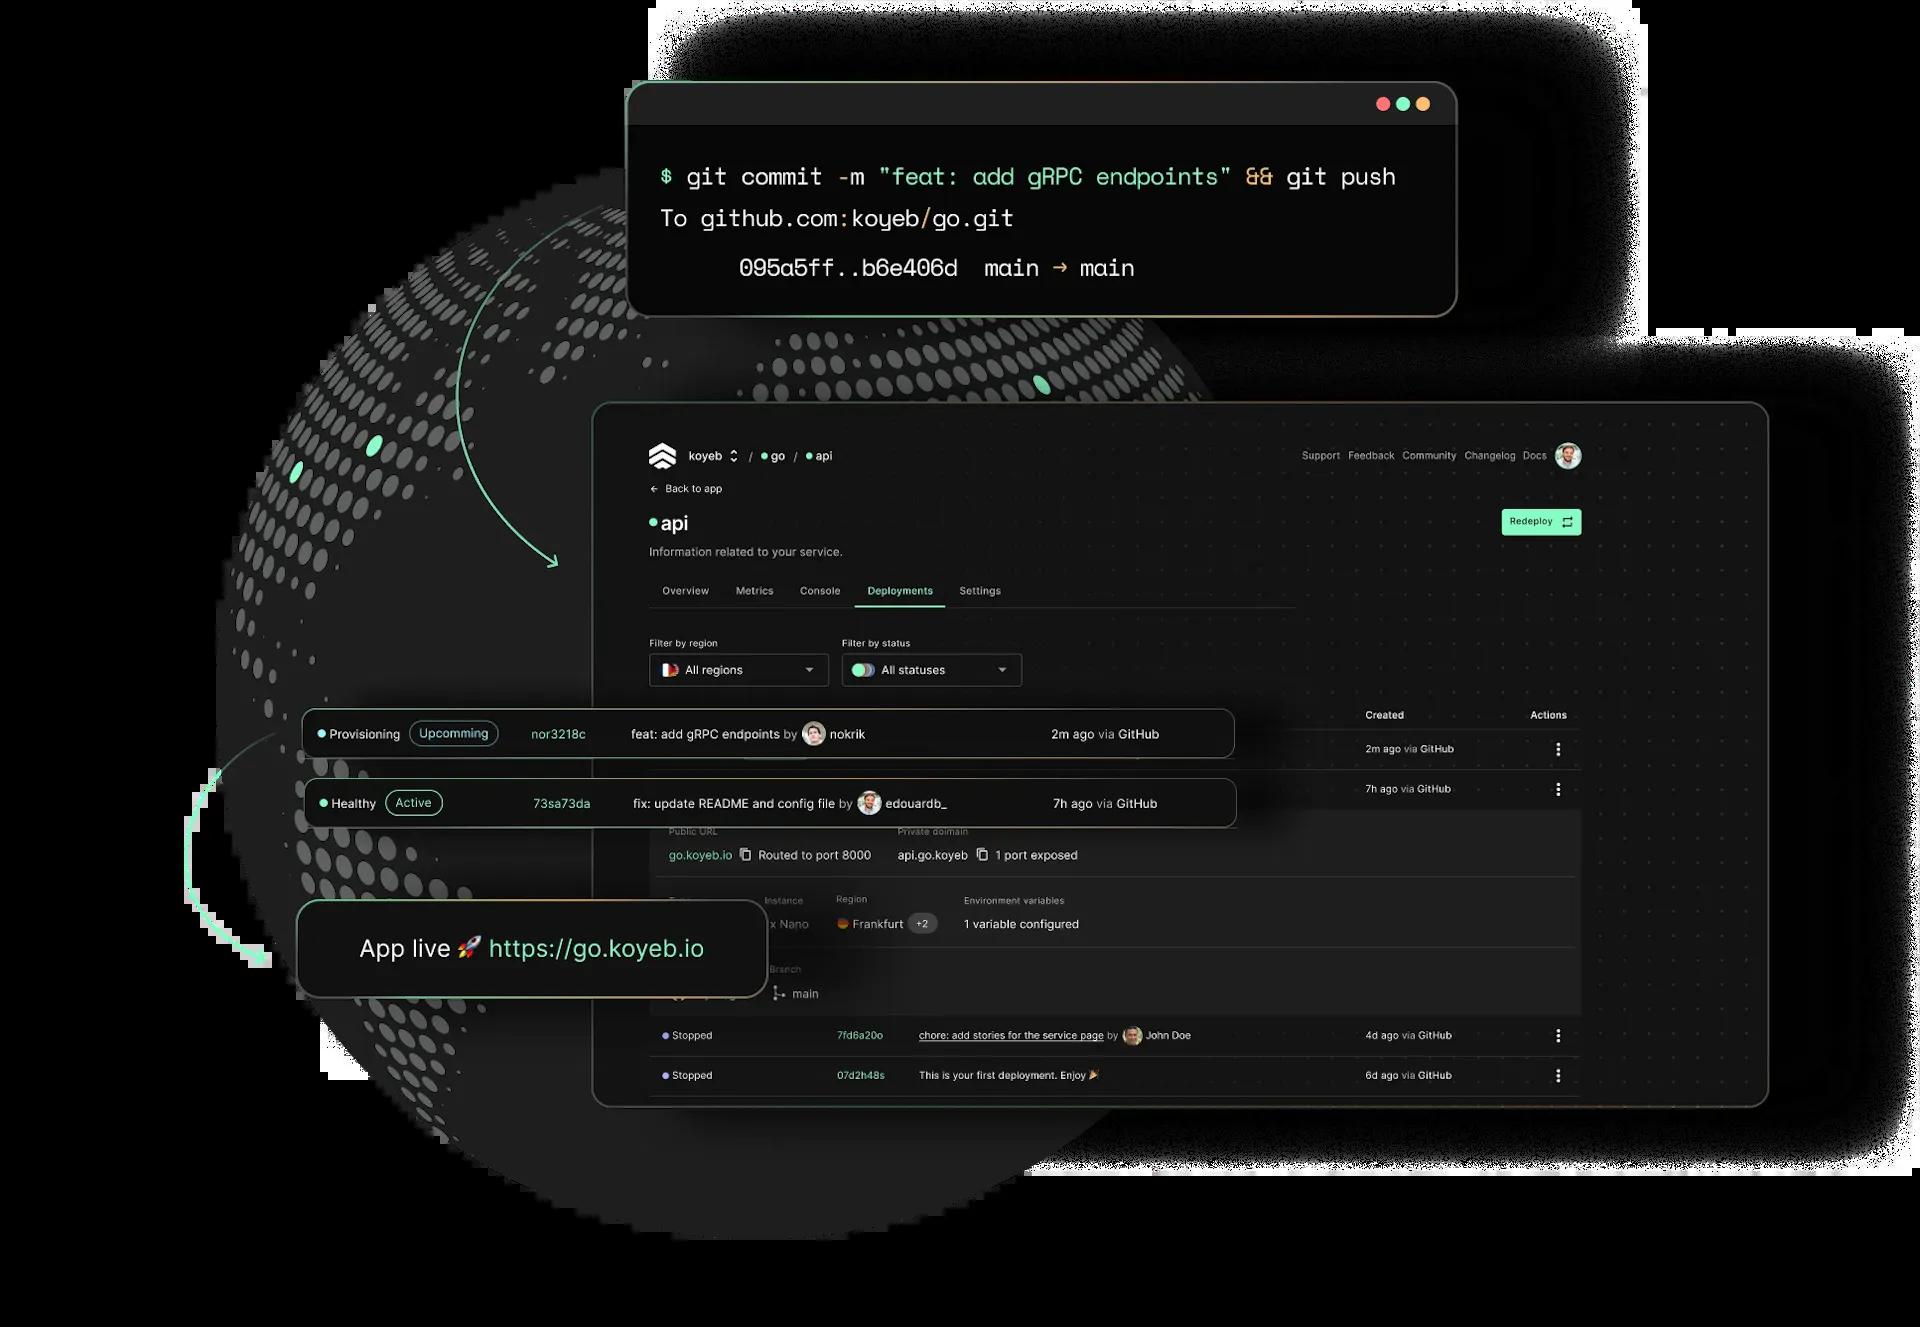 $ git commit -m "feat: add gRPC endpoints" && git push
To github.com:koyeb/go.git
095a5ff..b6e406d main → main
koyeb / go / api
Support Feedback Community Changelog Docs
← Back to app
api
Redeploy
Information related to your service.
Overview Metrics Console Deployments Settings
Filter by region Filter by status
All regions All statuses
Created Actions
Provisioning Upcomming nor3218c feat: add gRPC endpoints by nokrik 2m ago via GitHub
2m ago via GitHub
7h ago via GitHub
Healthy Active 73sa73da fix: update README and config file by edouardb_ 7h ago via GitHub
Public URL Private doimain
go.koyeb.io Routed to port 8000 api.go.koyeb 1 port exposed
Instance Region Environment variables
x Nano Frankfurt +2 1 variable configured
App live 🚀 https://go.koyeb.io
Branch
main
Stopped 7fd6a20o chore: add stories for the service page by John Doe 4d ago via GitHub
Stopped 07d2h48s This is your first deployment. Enjoy 🎉 6d ago via GitHub